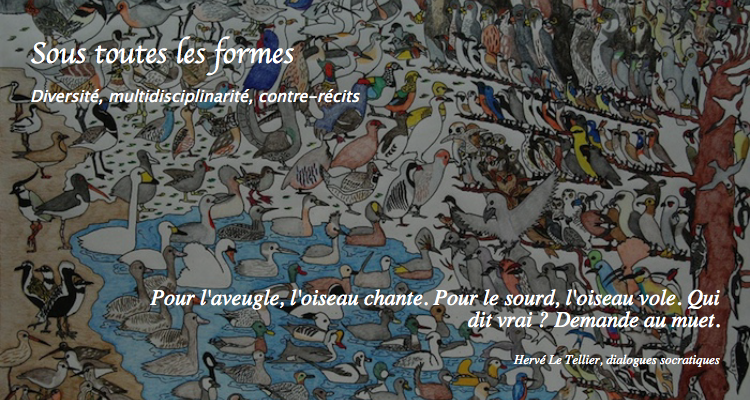 Sous toutes les formes
Diversité, multidisciplinarité, contre-récits
Pour l'aveugle, l'oiseau chante. Pour le sourd, l'oiseau vole. Qui
dit vrai ? Demande au muet.
Hervé Le Tellier, dialogues socratiques